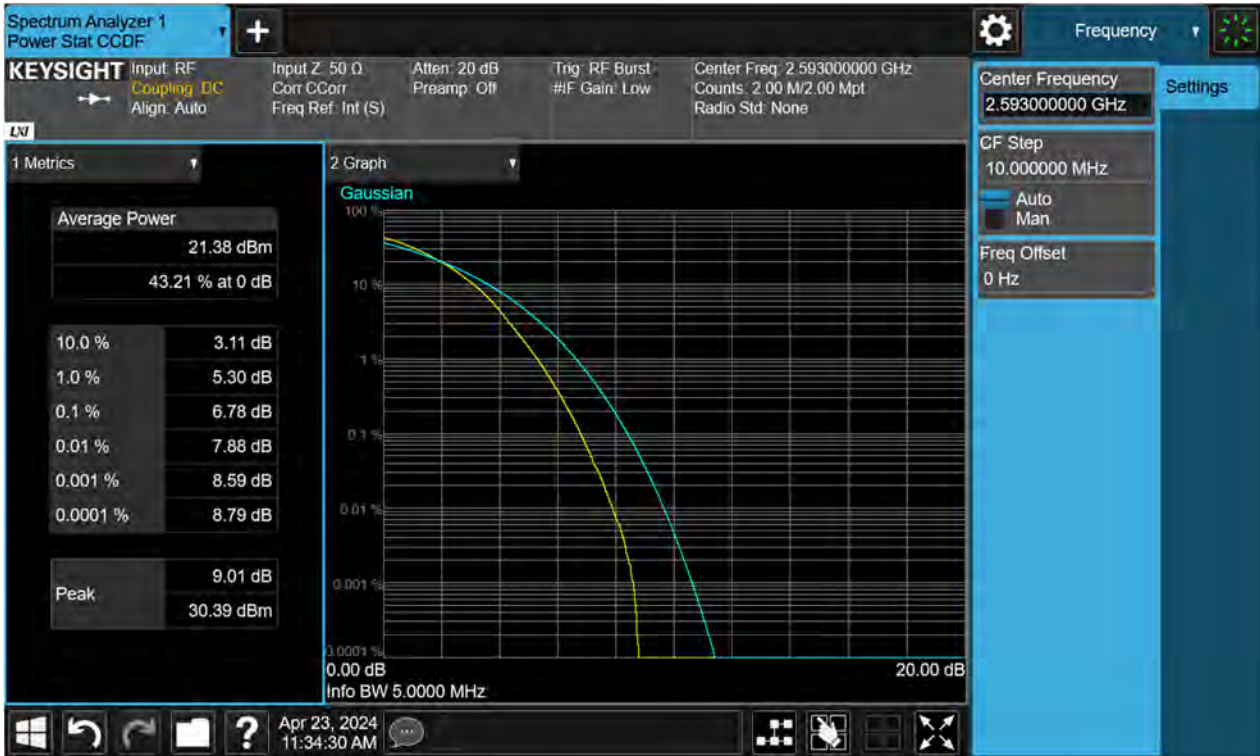 Spectrum Analyzer 1
Power Stat CCDF
+
Frequency
KEYSIGHT
Input: RF
Coupling: DC
Align: Auto
Input Z: 50 Ω
Corr CCorr
Freq Ref: Int (S)
Atten: 20 dB
Preamp: Off
Trig: RF Burst
#IF Gain: Low
Center Freq: 2.593000000 GHz
Counts: 2.00 M/2.00 Mpt
Radio Std: None
LXI
Center Frequency
2.593000000 GHz
Settings
CF Step
10.000000 MHz
Auto
Man
Freq Offset
0 Hz
1 Metrics
Average Power
21.38 dBm
43.21 % at 0 dB
10.0 % 3.11 dB
1.0 % 5.30 dB
0.1 % 6.78 dB
0.01 % 7.88 dB
0.001 % 8.59 dB
0.0001 % 8.79 dB
Peak
9.01 dB
30.39 dBm
2 Graph
Gaussian
100 %
10 %
1 %
0.1 %
0.01 %
0.001 %
0.0001 %
0.00 dB
20.00 dB
Info BW 5.0000 MHz
?
Apr 23, 2024
11:34:30 AM